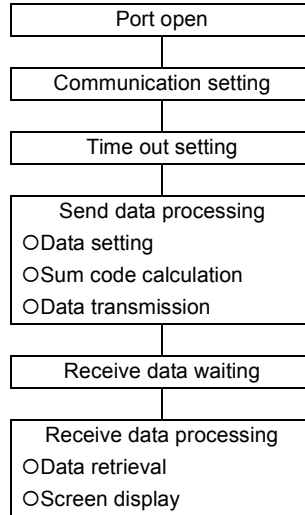 Port open
Communication setting
Time out setting
Send data processing
○Data setting
○Sum code calculation
○Data transmission
Receive data waiting
Receive data processing
○Data retrieval
○Screen display